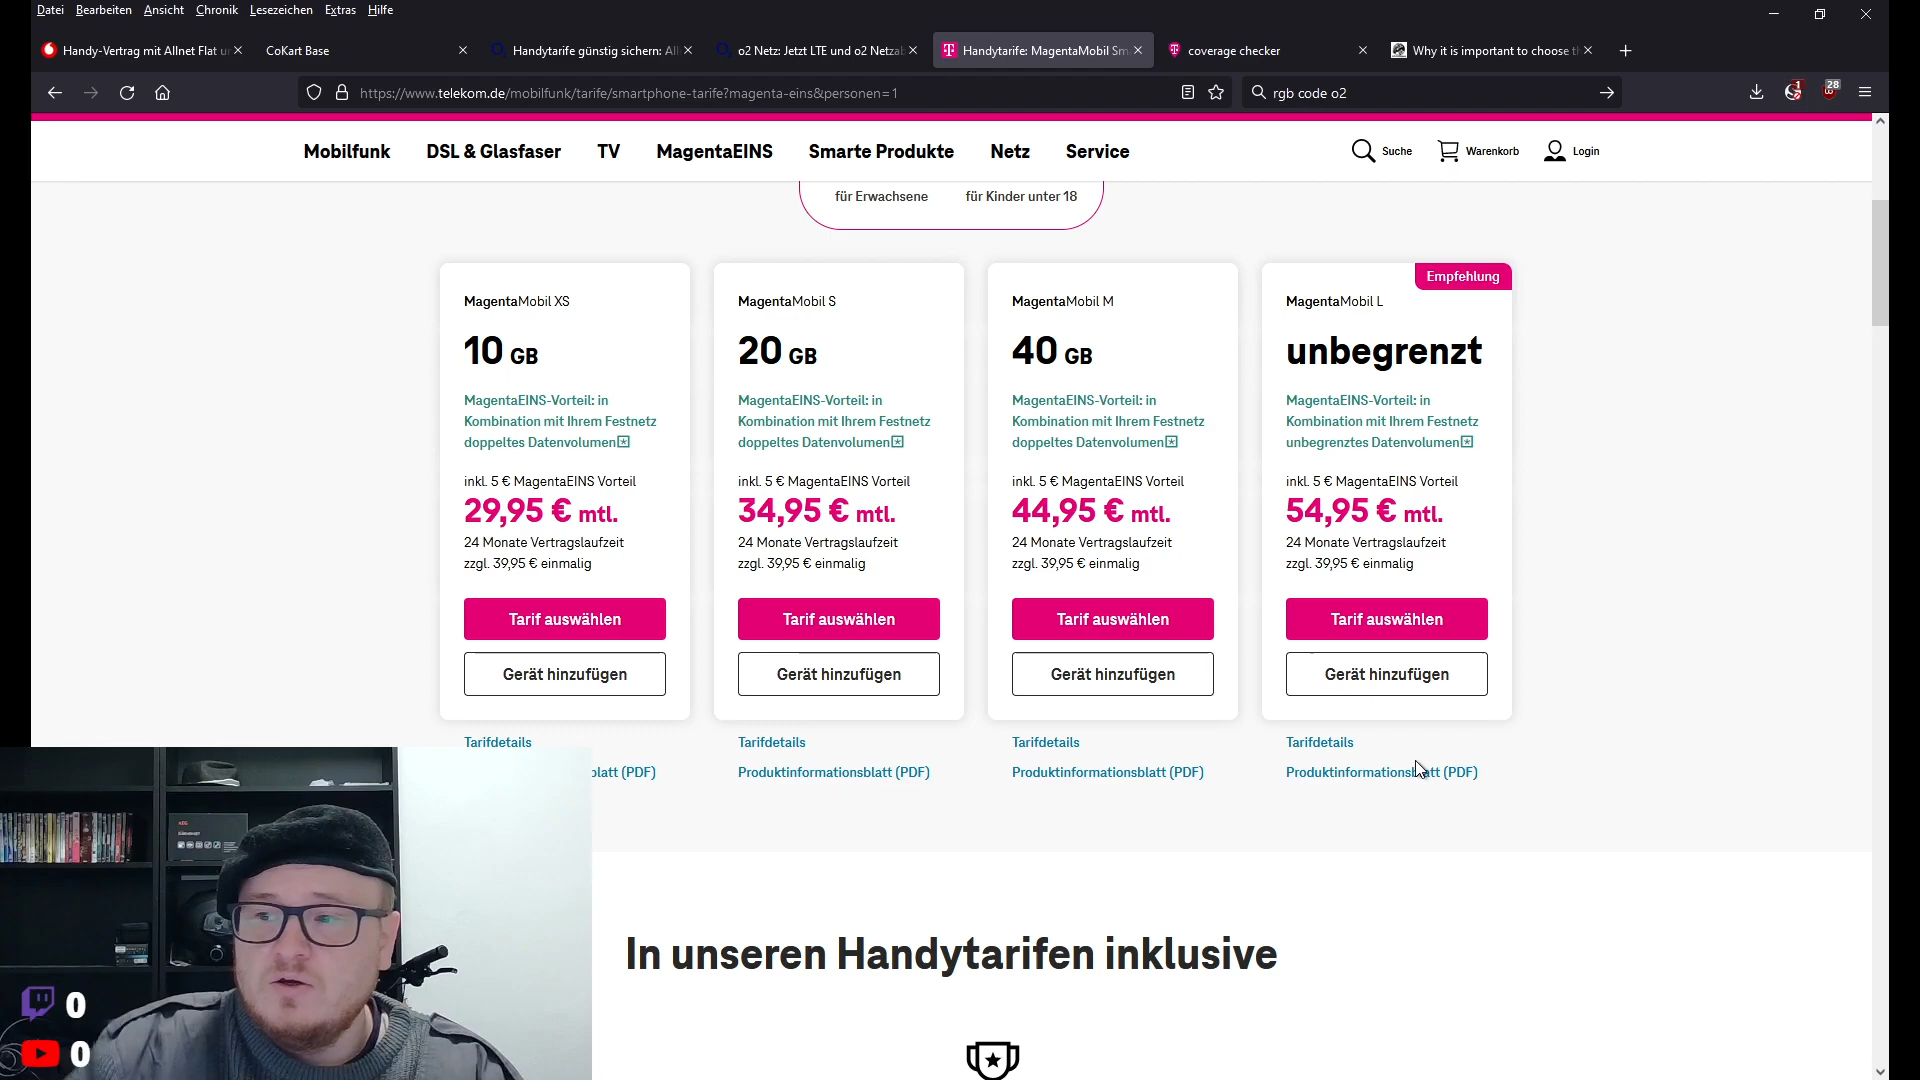 Datei Bearbeiten Ansicht Chronik Lesezeichen Extras Hilfe
Handy-Vertrag mit Allnet Flat u
CoKart Base
Handytarife günstig sichern: All
o2 Netz: Jetzt LTE und o2 Netzab
Handytarife: MagentaMobil Sm
coverage checker
Why it is important to choose t
https://www.telekom.de/mobilfunk/tarife/smartphone-tarife?magenta-eins&personen=1
rgb code o2
1
28
Mobilfunk DSL & Glasfaser TV MagentaEINS Smarte Produkte Netz Service
Suche Warenkorb Login
für Erwachsene für Kinder unter 18
MagentaMobil XS
10 GB
MagentaEINS-Vorteil: in
Kombination mit Ihrem Festnetz
doppeltes Datenvolumen
inkl. 5 € MagentaEINS Vorteil
29,95 € mtl.
24 Monate Vertragslaufzeit
zzgl. 39,95 € einmalig
Tarif auswählen
Gerät hinzufügen
Tarifdetails
blatt (PDF)
MagentaMobil S
20 GB
MagentaEINS-Vorteil: in
Kombination mit Ihrem Festnetz
doppeltes Datenvolumen
inkl. 5 € MagentaEINS Vorteil
34,95 € mtl.
24 Monate Vertragslaufzeit
zzgl. 39,95 € einmalig
Tarif auswählen
Gerät hinzufügen
Tarifdetails
Produktinformationsblatt (PDF)
MagentaMobil M
40 GB
MagentaEINS-Vorteil: in
Kombination mit Ihrem Festnetz
doppeltes Datenvolumen
inkl. 5 € MagentaEINS Vorteil
44,95 € mtl.
24 Monate Vertragslaufzeit
zzgl. 39,95 € einmalig
Tarif auswählen
Gerät hinzufügen
Tarifdetails
Produktinformationsblatt (PDF)
Empfehlung
MagentaMobil L
unbegrenzt
MagentaEINS-Vorteil: in
Kombination mit Ihrem Festnetz
unbegrenztes Datenvolumen
inkl. 5 € MagentaEINS Vorteil
54,95 € mtl.
24 Monate Vertragslaufzeit
zzgl. 39,95 € einmalig
Tarif auswählen
Gerät hinzufügen
Tarifdetails
Produktinformationsblatt (PDF)
In unseren Handytarifen inklusive
0
0